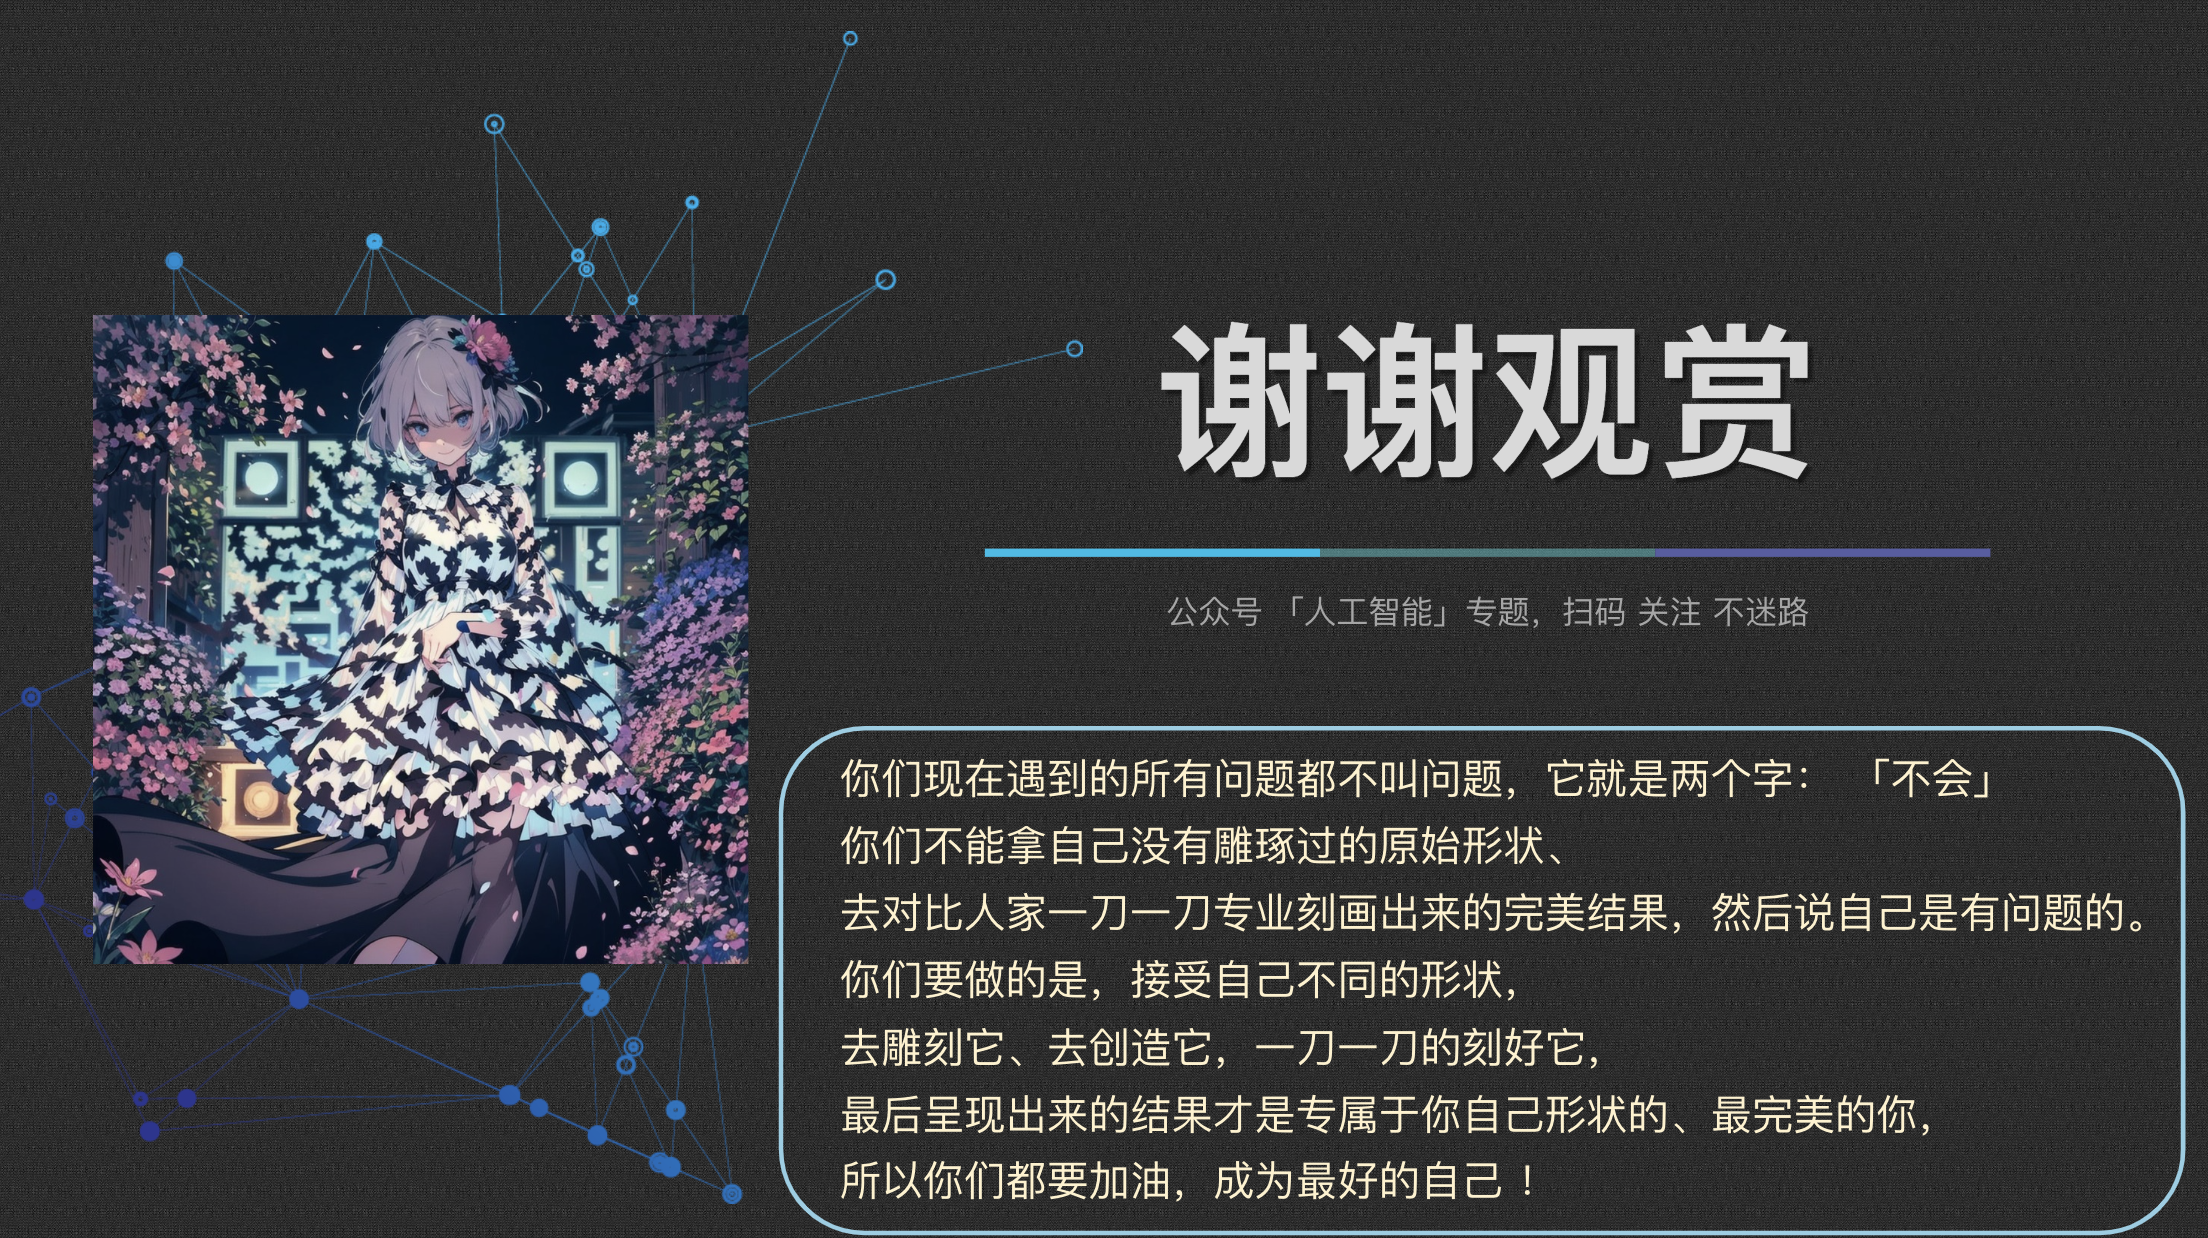 谢谢观赏
公众号 「人工智能」专题，扫码 关注 不迷路
你们现在遇到的所有问题都不叫问题，它就是两个字： 「不会」
你们不能拿自己没有雕琢过的原始形状、
去对比人家一刀一刀专业刻画出来的完美结果，然后说自己是有问题的。
你们要做的是，接受自己不同的形状，
去雕刻它、去创造它，一刀一刀的刻好它，
最后呈现出来的结果才是专属于你自己形状的、最完美的你，
所以你们都要加油，成为最好的自己 ！